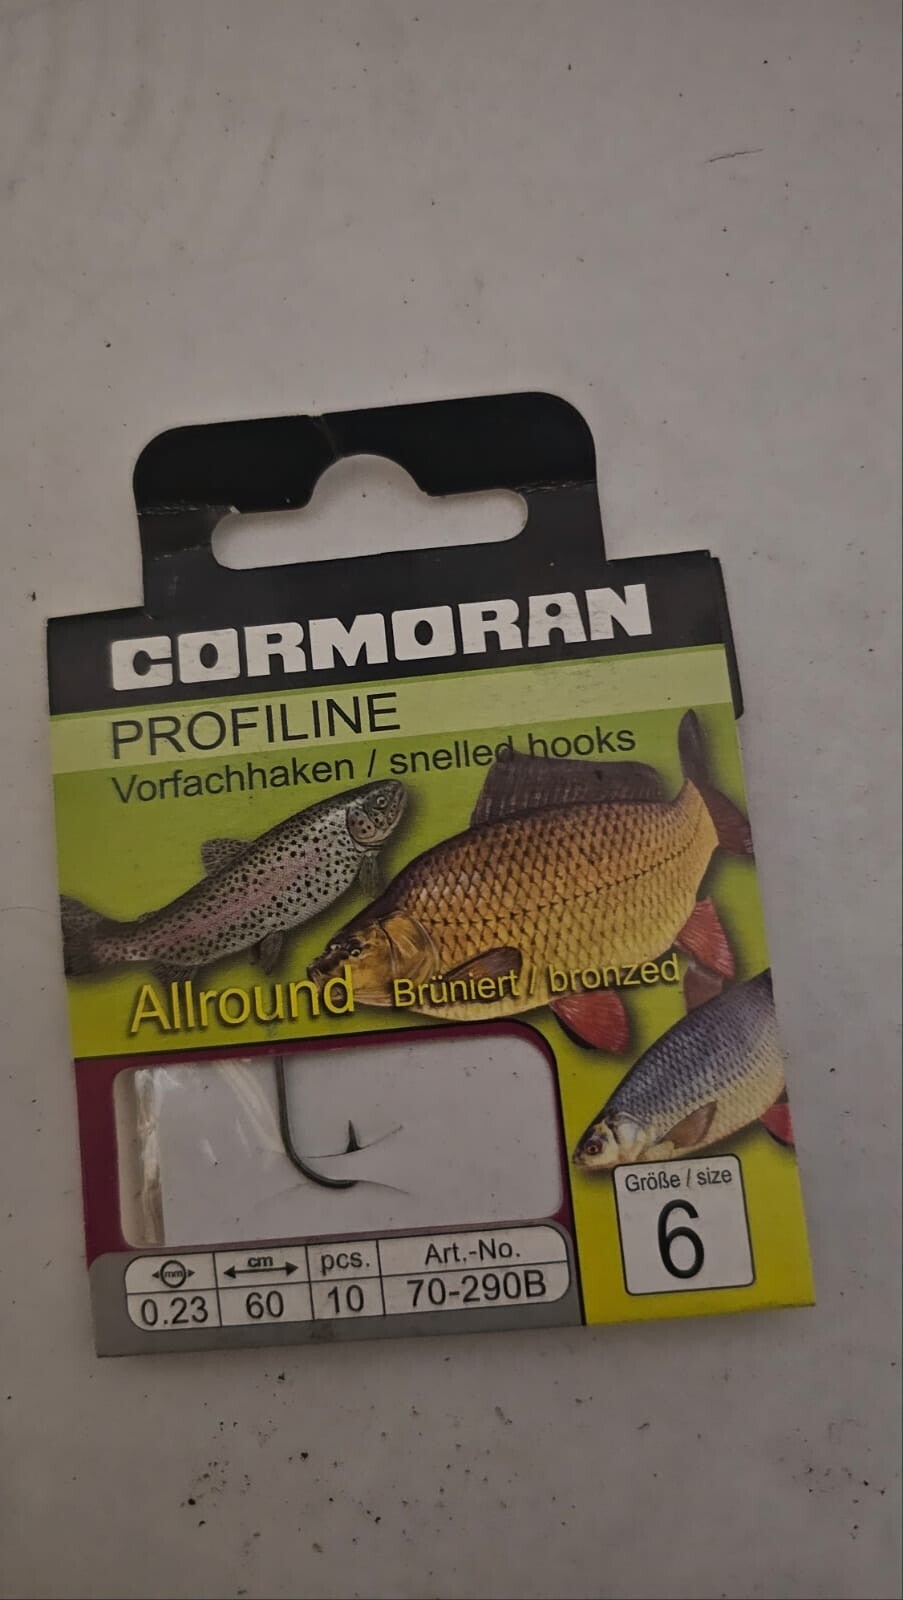 CORMORAN
PROFILINE
Vorfachhaken / snelled hooks
Allround Brüniert / bronzed
Größe / size
6
mm cm pcs. Art.-No.
0.23 60 10 70-290B